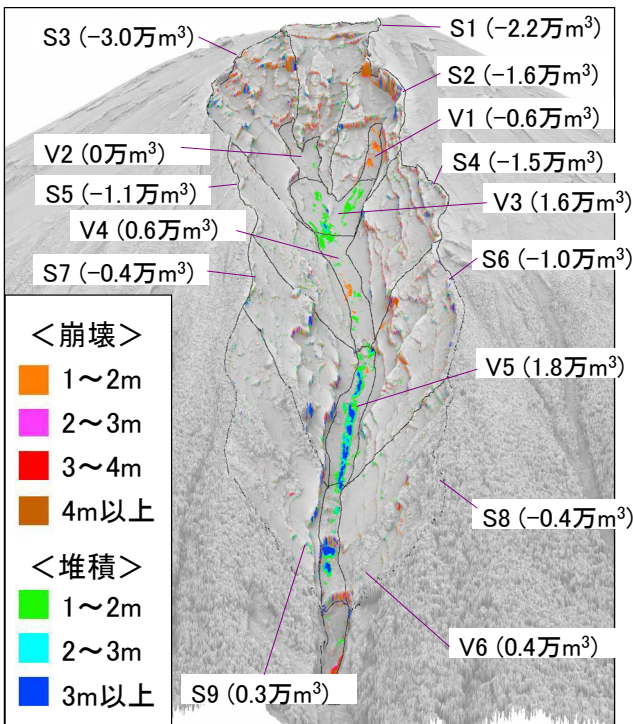 S3 (−3.0万m³)
S1 (−2.2万m³)
S2 (−1.6万m³)
V1 (−0.6万m³)
V2 (0万m³)
S4 (−1.5万m³)
S5 (−1.1万m³)
V3 (1.6万m³)
V4 (0.6万m³)
S7 (−0.4万m³)
S6 (−1.0万m³)
V5 (1.8万m³)
S8 (−0.4万m³)
V6 (0.4万m³)
S9 (0.3万m³)
＜崩壊＞
1～2m
2～3m
3～4m
4m以上
＜堆積＞
1～2m
2～3m
3m以上